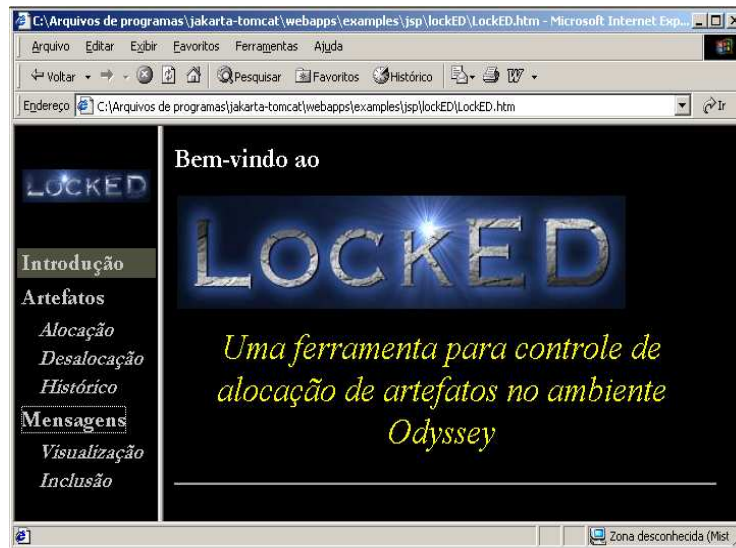 C:\Arquivos de programas\jakarta-tomcat\webapps\examples\jsp\lockED\LockED.htm - Microsoft Internet Exp...
Arquivo Editar Exibir Favoritos Ferramentas Ajuda
Voltar Pesquisar Favoritos Histórico
Endereço C:\Arquivos de programas\jakarta-tomcat\webapps\examples\jsp\lockED\LockED.htm Ir
LOCKED
Introdução
Artefatos
Alocação
Desalocação
Histórico
Mensagens
Visualização
Inclusão
Bem-vindo ao
LOCKED
Uma ferramenta para controle de
alocação de artefatos no ambiente
Odyssey
Zona desconhecida (Mist